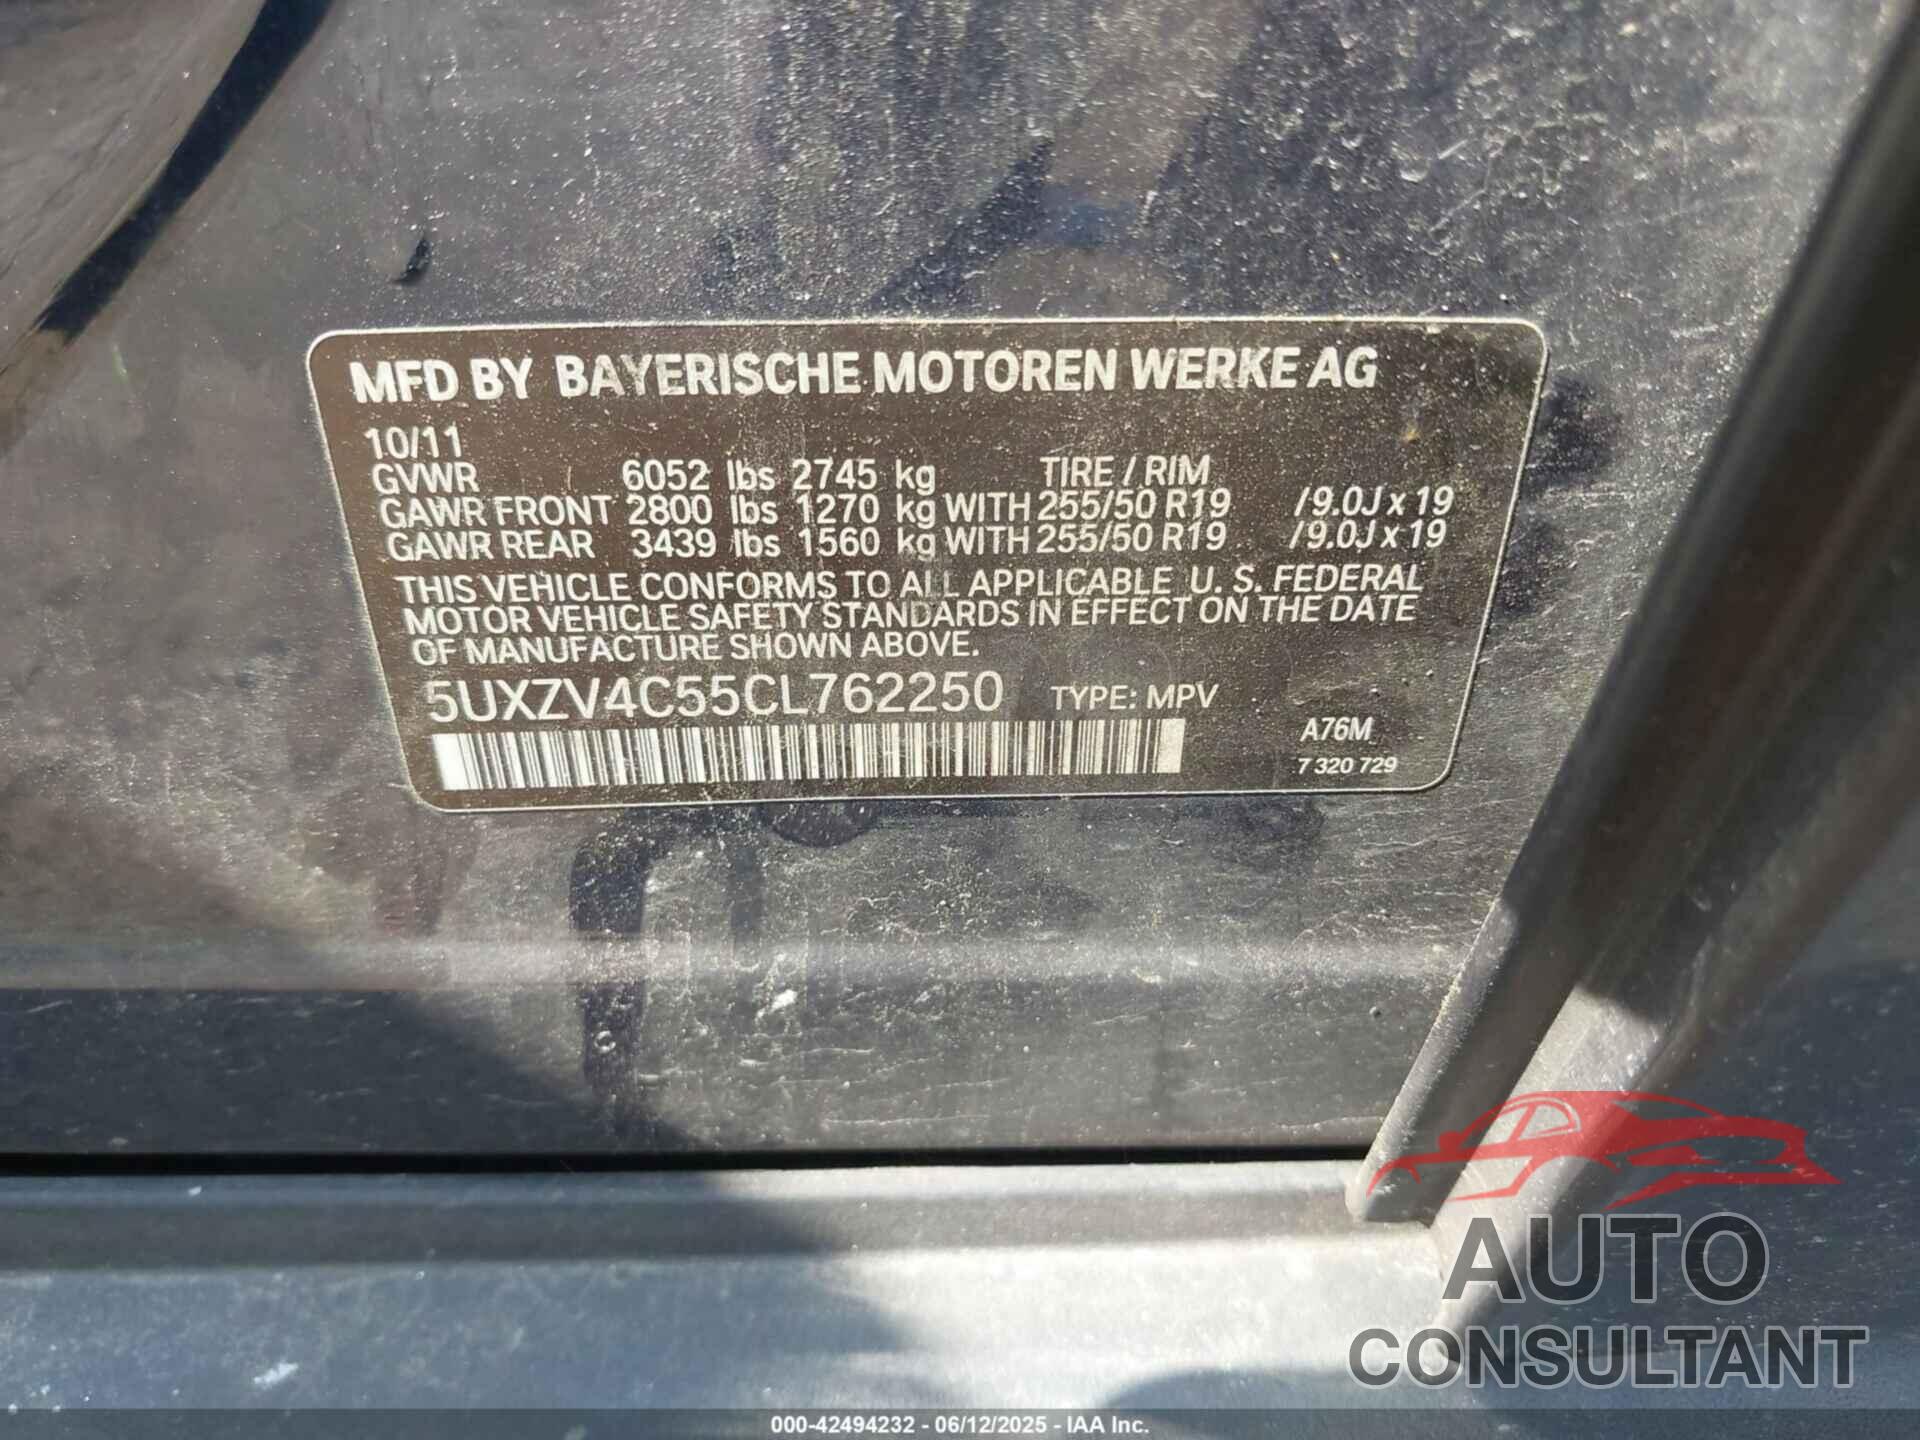 MFD BY BAYERISCHE MOTOREN WERKE AG
10/11
GVWR 6052 lbs 2745 kg TIRE / RIM
GAWR FRONT 2800 lbs 1270 kg WITH 255/50 R19 /9.0J x 19
GAWR REAR 3439 lbs 1560 kg WITH 255/50 R19 /9.0J x 19
THIS VEHICLE CONFORMS TO ALL APPLICABLE U. S. FEDERAL
MOTOR VEHICLE SAFETY STANDARDS IN EFFECT ON THE DATE
OF MANUFACTURE SHOWN ABOVE.
5UXZV4C55CL762250 TYPE: MPV
A76M
7 320 729
AUTO
CONSULTANT
000-42494232 - 06/12/2025 - IAA Inc.